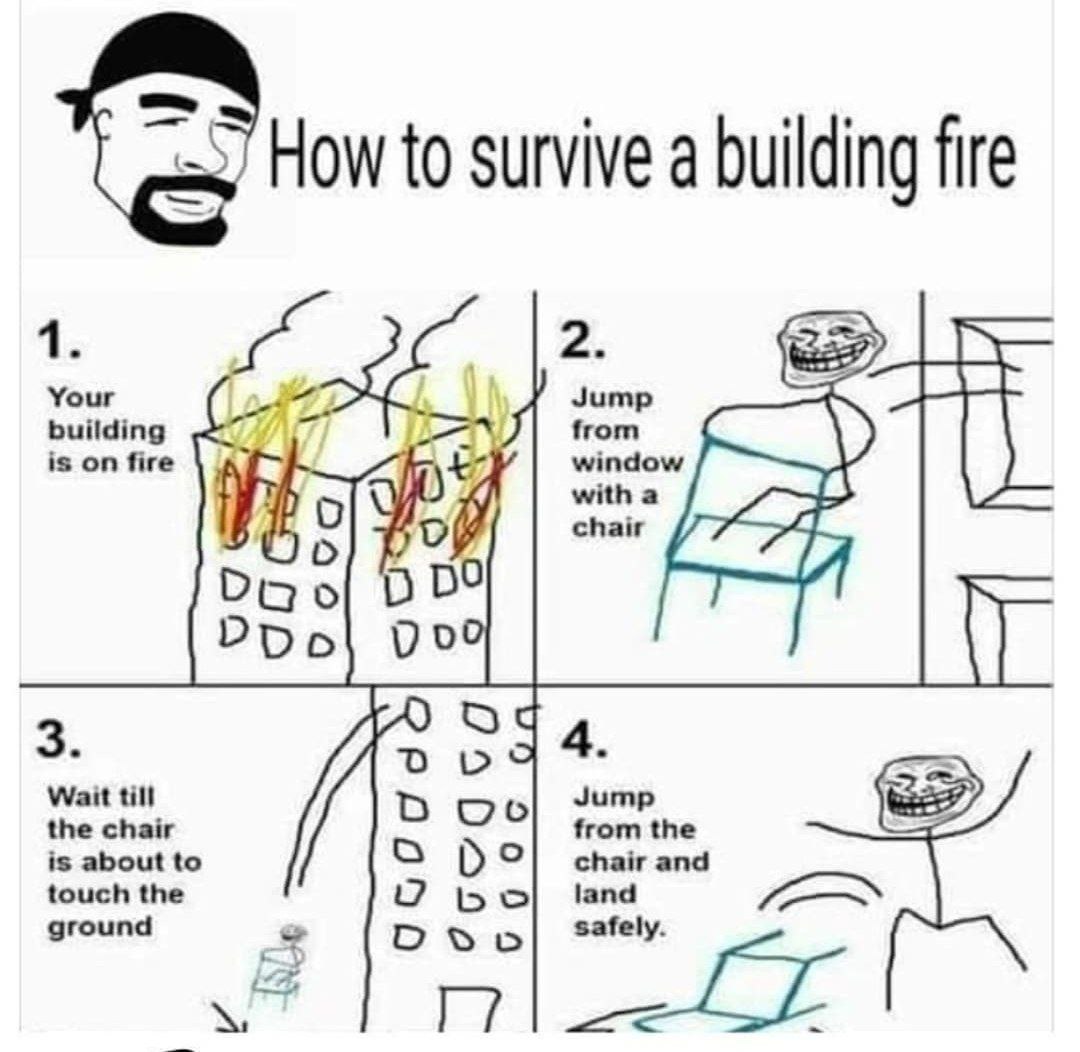 How to survive a building fire
1.
Your
building
is on fire
2.
Jump
from
window
with a
chair
3.
Wait till
the chair
is about to
touch the
ground
4.
Jump
from the
chair and
land
safely.